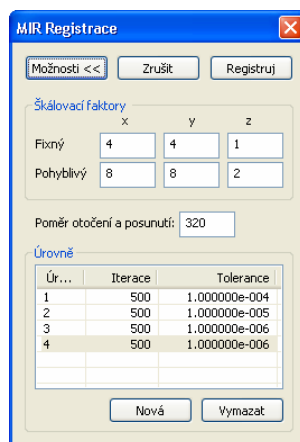 MIR Registrace
Možnosti << Zrušit Registruj
Škálovací faktory
x y z
Fixný 4 4 1
Pohyblivý 8 8 2
Poměr otočení a posunutí: 320
Úrovně
Úr... Iterace Tolerance
1 500 1.000000e-004
2 500 1.000000e-005
3 500 1.000000e-006
4 500 1.000000e-006
Nová Vymazat